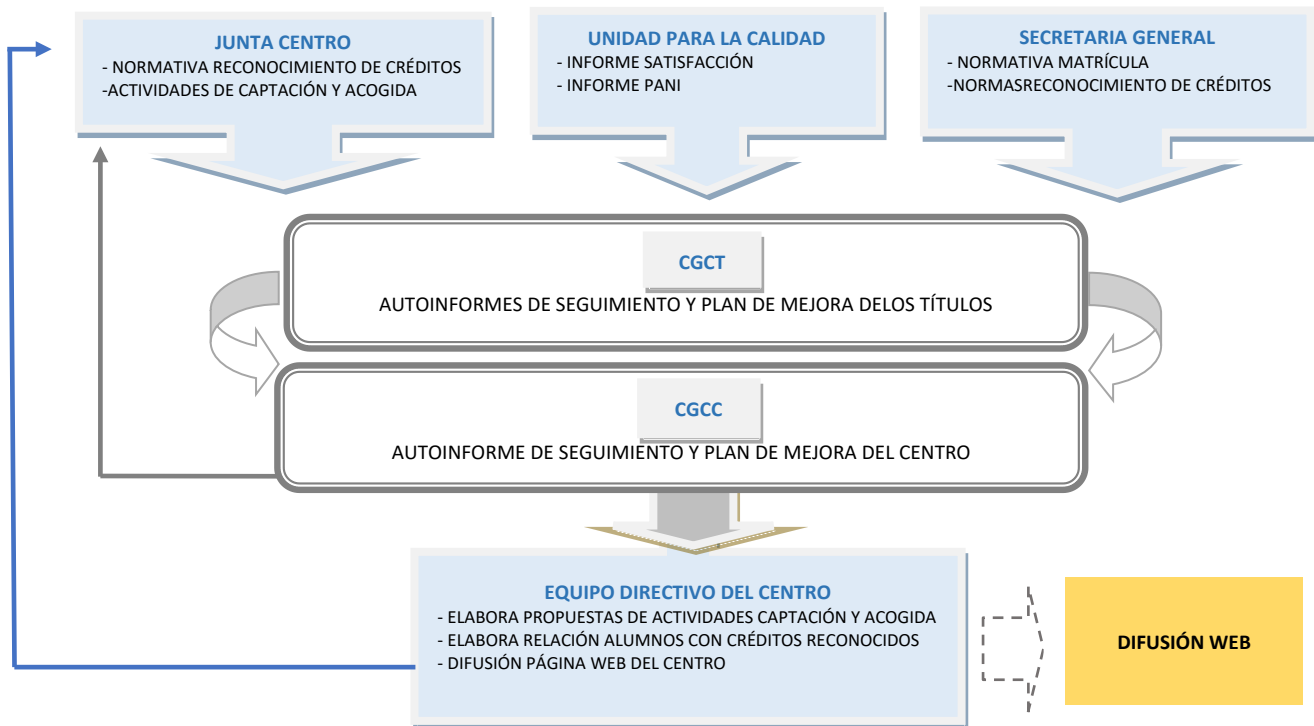 JUNTA CENTRO
- NORMATIVA RECONOCIMIENTO DE CRÉDITOS
-ACTIVIDADES DE CAPTACIÓN Y ACOGIDA
UNIDAD PARA LA CALIDAD
- INFORME SATISFACCIÓN
- INFORME PANI
SECRETARIA GENERAL
- NORMATIVA MATRÍCULA
-NORMASRECONOCIMIENTO DE CRÉDITOS
CGCT
AUTOINFORMES DE SEGUIMIENTO Y PLAN DE MEJORA DELOS TÍTULOS
CGCC
AUTOINFORME DE SEGUIMIENTO Y PLAN DE MEJORA DEL CENTRO
EQUIPO DIRECTIVO DEL CENTRO
- ELABORA PROPUESTAS DE ACTIVIDADES CAPTACIÓN Y ACOGIDA
- ELABORA RELACIÓN ALUMNOS CON CRÉDITOS RECONOCIDOS
- DIFUSIÓN PÁGINA WEB DEL CENTRO
DIFUSIÓN WEB